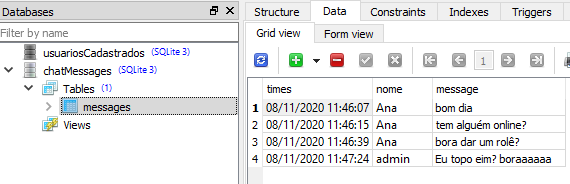 Databases
Filter by name
usuariosCadastrados (SQLite 3)
chatMessages (SQLite 3)
Tables (1)
messages
Views
Structure Data Constraints Indexes Triggers
Grid view Form view
1
times nome message
1 08/11/2020 11:46:07 Ana bom dia
2 08/11/2020 11:46:15 Ana tem alguém online?
3 08/11/2020 11:46:39 Ana bora dar um rolê?
4 08/11/2020 11:47:24 admin Eu topo eim? boraaaaaa